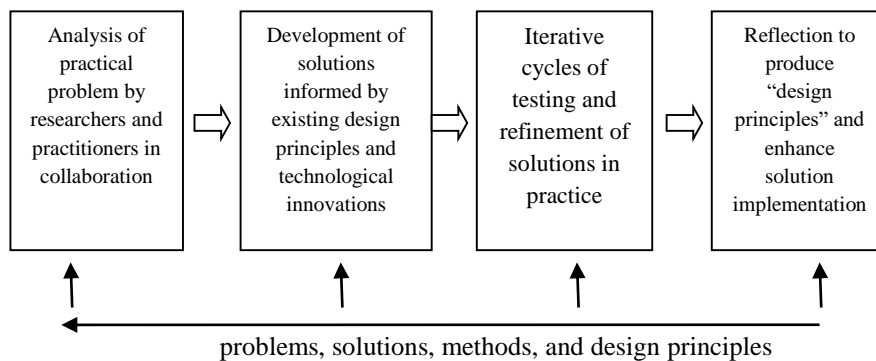 Analysis of
practical
problem by
researchers and
practitioners in
collaboration
Development of
solutions
informed by
existing design
principles and
technological
innovations
Iterative
cycles of
testing and
refinement of
solutions in
practice
Reflection to
produce
“design
principles” and
enhance
solution
implementation
problems, solutions, methods, and design principles